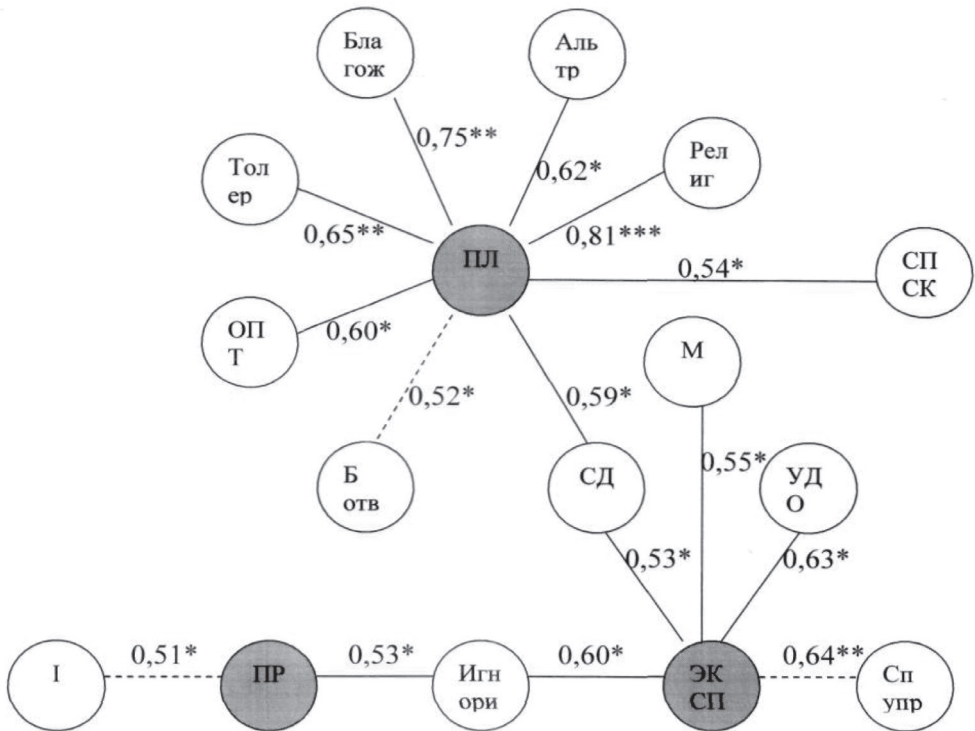 Бла
гож
Аль
тр
0,75**
0,62*
Тол
ер
Рел
иг
0,65**
0,81***
ПЛ
0,54*
СП
СК
ОП
Т
0,60*
М
0,52*
0,59*
Б
отв
СД
0,55*
УД
О
0,53*
0,63*
I
0,51*
ПР
0,53*
Игн
ори
0,60*
ЭК
СП
0,64**
Сп
упр